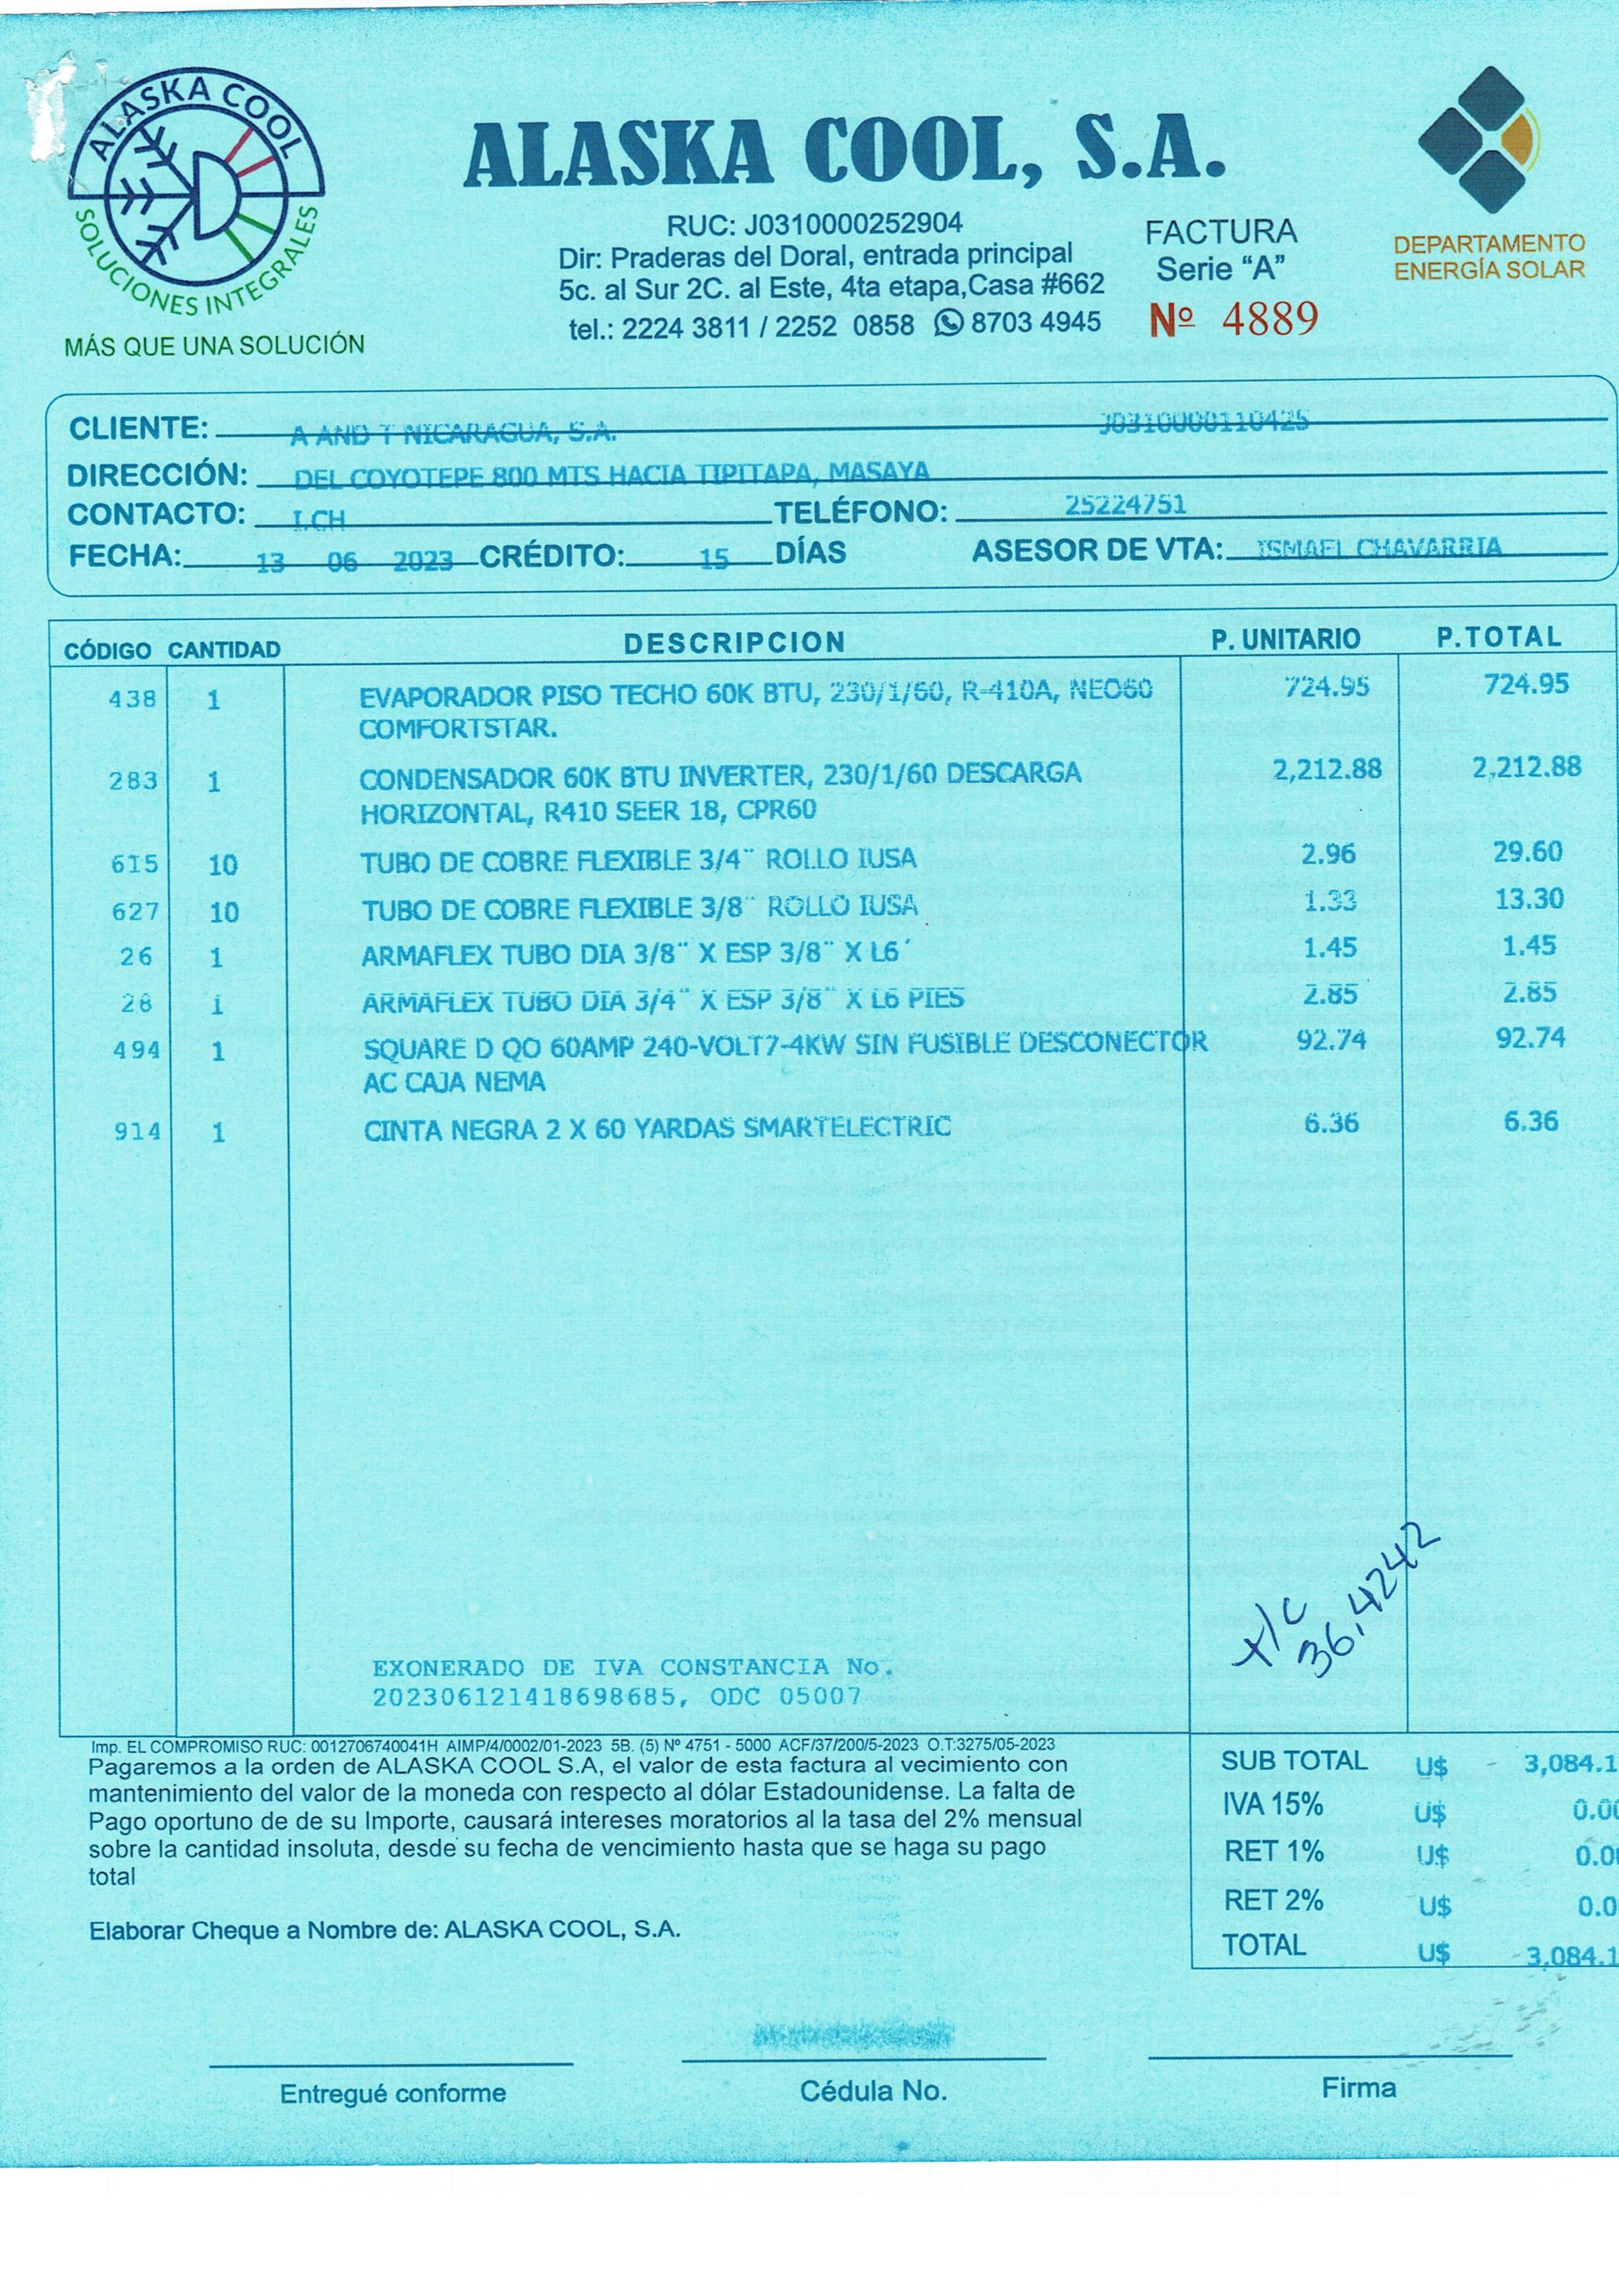 ALASKA COOL
SOLUCIONES INTEGRALES
MÁS QUE UNA SOLUCIÓN
ALASKA COOL, S.A.
RUC: J0310000252904
Dir: Praderas del Doral, entrada principal
5c. al Sur 2C. al Este, 4ta etapa,Casa #662
tel.: 2224 3811 / 2252 0858 8703 4945
FACTURA
Serie "A"
Nº 4889
DEPARTAMENTO
ENERGÍA SOLAR
CLIENTE: A AND T NICARAGUA, S.A. J0310000110425
DIRECCIÓN: DEL COYOTEPE 800 MTS HACIA TIPITAPA, MASAYA
CONTACTO: I.CH TELÉFONO: 25224751
FECHA: 13 06 2023 CRÉDITO: 15 DÍAS ASESOR DE VTA: ISMAEL CHAVARRIA
CÓDIGO CANTIDAD DESCRIPCION P. UNITARIO P.TOTAL
438 1 EVAPORADOR PISO TECHO 60K BTU, 230/1/60, R-410A, NEO60 724.95 724.95
COMFORTSTAR.
283 1 CONDENSADOR 60K BTU INVERTER, 230/1/60 DESCARGA 2,212.88 2,212.88
HORIZONTAL, R410 SEER 18, CPR60
615 10 TUBO DE COBRE FLEXIBLE 3/4¨ ROLLO IUSA 2.96 29.60
627 10 TUBO DE COBRE FLEXIBLE 3/8¨ ROLLO IUSA 1.33 13.30
26 1 ARMAFLEX TUBO DIA 3/8¨ X ESP 3/8¨ X L6´ 1.45 1.45
28 1 ARMAFLEX TUBO DIA 3/4¨ X ESP 3/8¨ X L6 PIES 2.85 2.85
494 1 SQUARE D QO 60AMP 240-VOLT7-4KW SIN FUSIBLE DESCONECTOR 92.74 92.74
AC CAJA NEMA
914 1 CINTA NEGRA 2 X 60 YARDAS SMARTELECTRIC 6.36 6.36
T/C
36,4242
EXONERADO DE IVA CONSTANCIA No.
202306121418698685, ODC 05007
Imp. EL COMPROMISO RUC: 0012706740041H AIMP/4/0002/01-2023 5B. (5) Nº 4751 - 5000 ACF/37/200/5-2023 O.T:3275/05-2023
Pagaremos a la orden de ALASKA COOL S.A, el valor de esta factura al vecimiento con
mantenimiento del valor de la moneda con respecto al dólar Estadounidense. La falta de
Pago oportuno de de su Importe, causará intereses moratorios al la tasa del 2% mensual
sobre la cantidad insoluta, desde su fecha de vencimiento hasta que se haga su pago
total
Elaborar Cheque a Nombre de: ALASKA COOL, S.A.
SUB TOTAL U$ 3,084.1
IVA 15% U$ 0.00
RET 1% U$ 0.0
RET 2% U$ 0.0
TOTAL U$ 3,084.1
Entregué conforme
Cédula No.
Firma